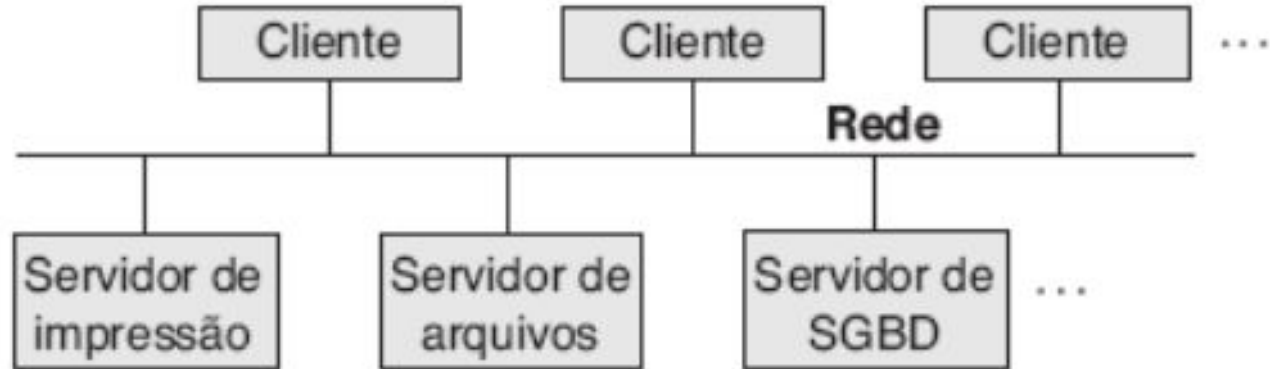 Cliente
Cliente
Cliente
...
Rede
Servidor de
impressão
Servidor de
arquivos
Servidor de
SGBD
...